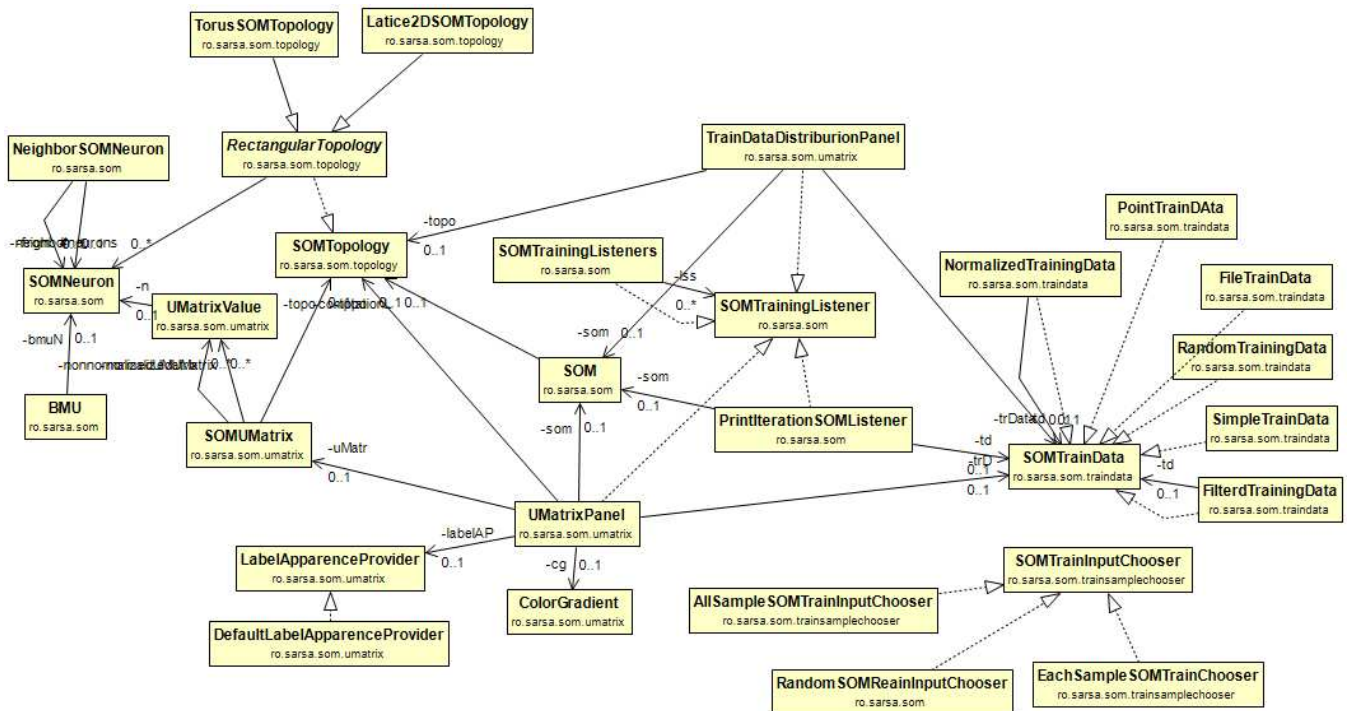 TorusSOMTopology
ro.sarsa.som.topology
Latice2DSOMTopology
ro.sarsa.som.topology
NeighborSOMNeuron
ro.sarsa.som
RectangularTopology
ro.sarsa.som.topology
TrainDataDistriburionPanel
ro.sarsa.som.umatrix
PointTrainDAta
ro.sarsa.som.traindata
-topo
0..1
0..*
SOMTopology
ro.sarsa.som.topology
SOMTrainingListeners
ro.sarsa.som
-lss
0..*
NormalizedTrainingData
ro.sarsa.som.traindata
FileTrainData
ro.sarsa.som.traindata
SOMNeuron
ro.sarsa.som
-n
0..1
UMatrixValue
ro.sarsa.som.umatrix
0..1
SOMTrainingListener
ro.sarsa.som
-som
0..1
RandomTrainingData
ro.sarsa.som.traindata
-bmuN
0..1
0..*
0..*
SOM
ro.sarsa.som
-som
0..1
BMU
ro.sarsa.som
SOMUMatrix
ro.sarsa.som.umatrix
-som
0..1
PrintIterationSOMListener
ro.sarsa.som
SimpleTrainData
ro.sarsa.som.traindata
-uMatr
0..1
-td
0..1
-trD
0..1
SOMTrainData
ro.sarsa.som.traindata
-td
0..1
FilterdTrainingData
ro.sarsa.som.traindata
UMatrixPanel
ro.sarsa.som.umatrix
-labelAP
0..1
LabelApparenceProvider
ro.sarsa.som.umatrix
-cg
0..1
SOMTrainInputChooser
ro.sarsa.som.trainsamplechooser
ColorGradient
ro.sarsa.som.umatrix
AllSampleSOMTrainInputChooser
ro.sarsa.som.trainsamplechooser
DefaultLabelApparenceProvider
ro.sarsa.som.umatrix
RandomSOMReainInputChooser
ro.sarsa.som
EachSampleSOMTrainChooser
ro.sarsa.som.trainsamplechooser